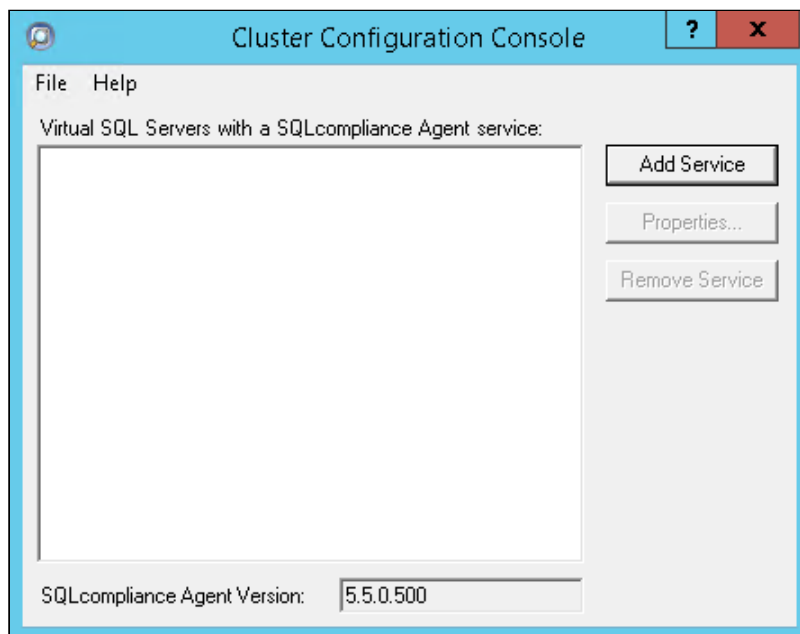 Cluster Configuration Console
? x
File Help
Virtual SQL Servers with a SQLcompliance Agent service:
Add Service
Properties...
Remove Service
SQLcompliance Agent Version: 5.5.0.500